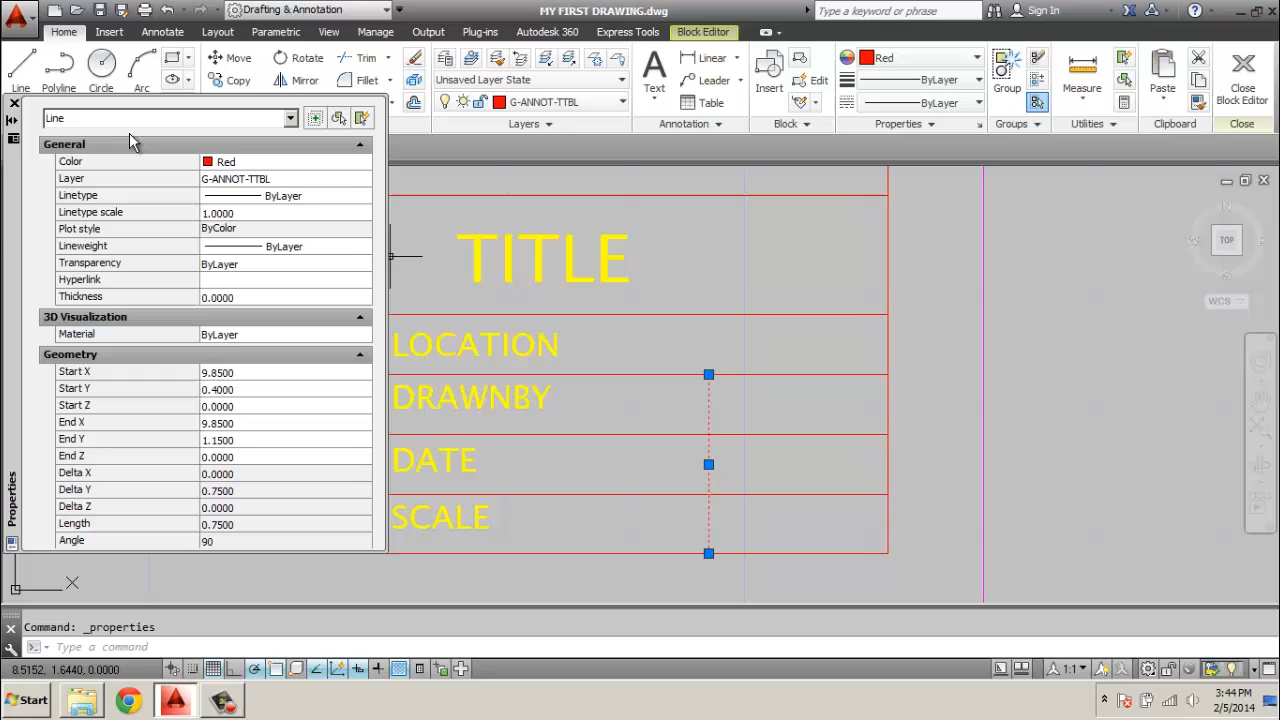 Drafting & Annotation
MY FIRST DRAWING.dwg
Type a keyword or phrase
Sign In
Home Insert Annotate Layout Parametric View Manage Output Plug-ins Autodesk 360 Express Tools Block Editor
Move Rotate Trim
Unsaved Layer State
Linear
Red
Copy Mirror Fillet
Leader
Edit
ByLayer
Line Polyline Circle Arc
G-ANNOT-TTBL
Text
Table
Insert
ByLayer
Group
Measure
Paste
Close
Block Editor
Layers
Annotation
Block
Properties
Groups
Utilities
Clipboard
Close
Line
General
Color Red
Layer G-ANNOT-TTBL
Linetype ByLayer
Linetype scale 1.0000
Plot style ByColor
Lineweight ByLayer
Transparency ByLayer
Hyperlink
Thickness 0.0000
3D Visualization
Material ByLayer
Geometry
Start X 9.8500
Start Y 0.4000
Start Z 0.0000
End X 9.8500
End Y 1.1500
End Z 0.0000
Delta X 0.0000
Delta Y 0.7500
Delta Z 0.0000
Length 0.7500
Angle 90
Properties
TITLE
LOCATION
DRAWNBY
DATE
SCALE
N
TOP
S
WCS
X
Command: _properties
Type a command
8.5152, 1.6440, 0.0000
1:1
Start
3:44 PM
2/5/2014